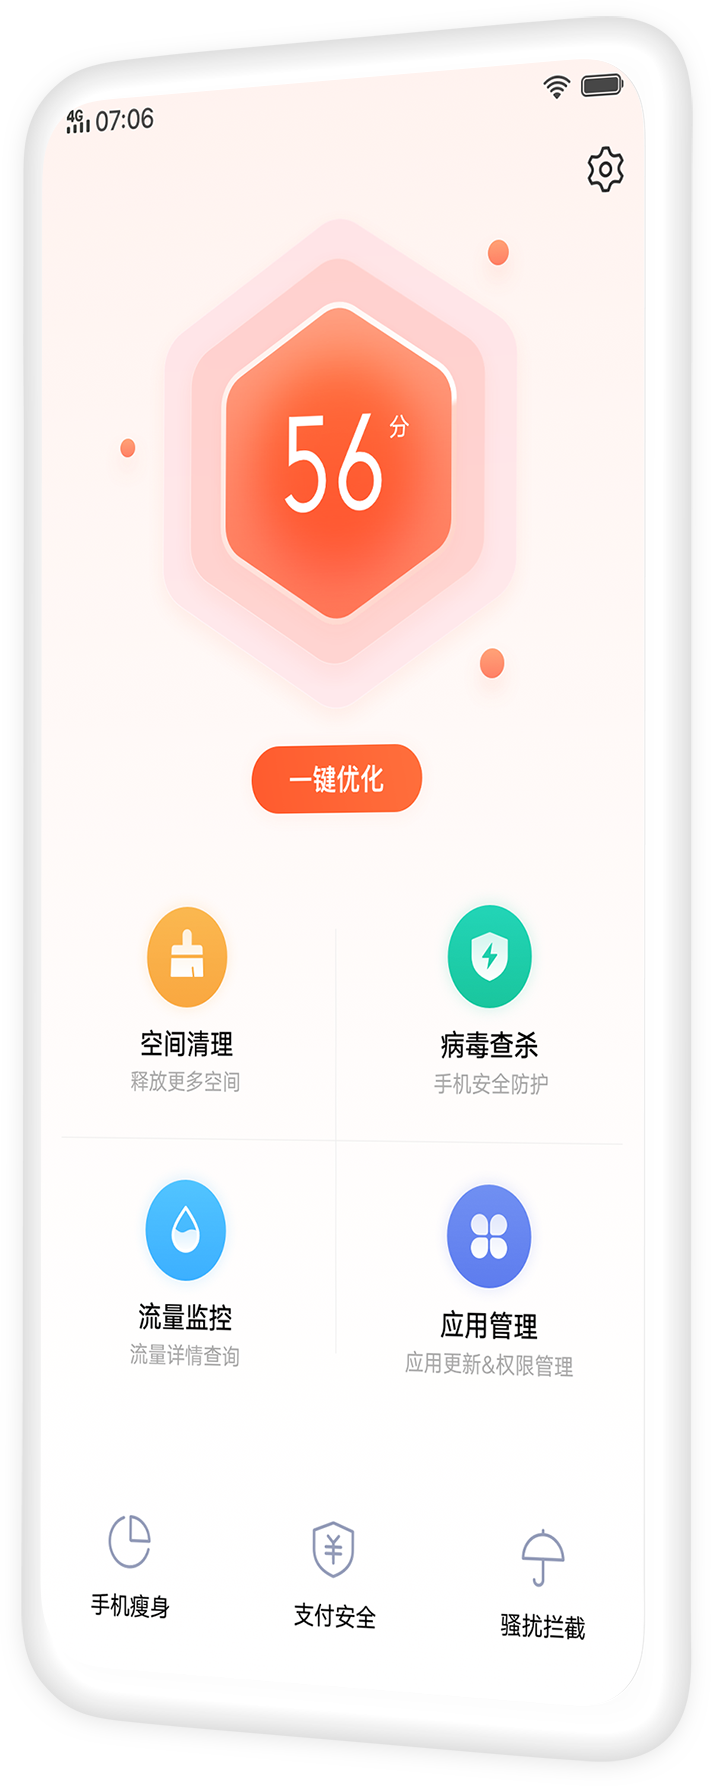 4G 07:06
56分
一键优化
空间清理
病毒查杀
释放更多空间
手机安全防护
流量监控
应用管理
流量详情查询
应用更新&权限管理
手机瘦身
支付安全
骚扰拦截